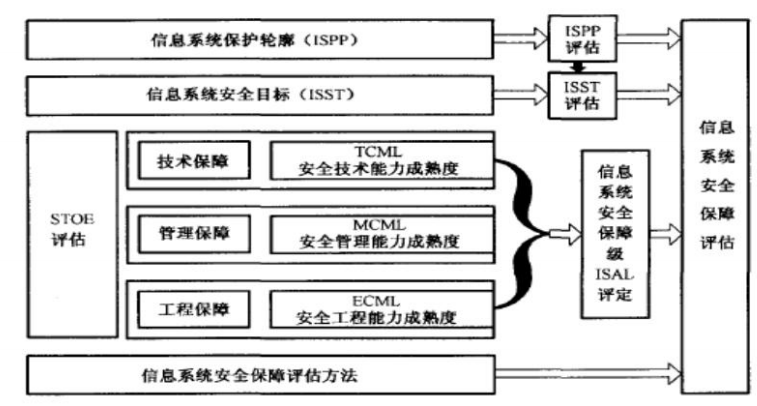 信息系统保护轮廓（ISPP）
ISPP
评估
信息系统安全目标（ISST）
ISST
评估
STOE
评估
技术保障
TCML
安全技术能力成熟度
管理保障
MCML
安全管理能力成熟度
工程保障
ECML
安全工程能力成熟度
信息
系统
安全
保障
级
ISAL
评定
信息
系统
安全
保障
评估
信息系统安全保障评估方法